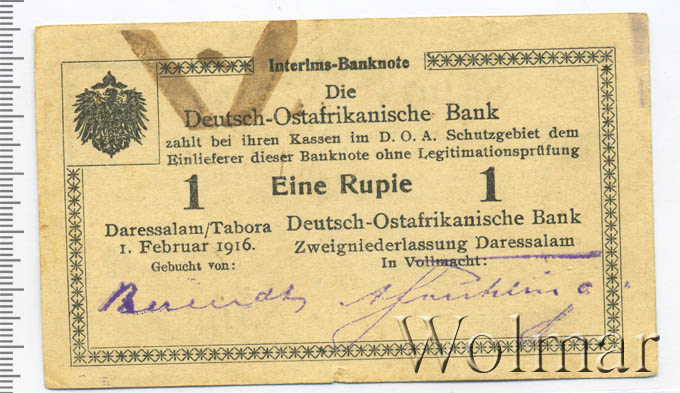 Interims-Banknote
Die
Deutsch-Ostafrikanische Bank
zahlt bei ihren Kassen im D. O. A. Schutzgebiet dem
Einlieferer dieser Banknote ohne Legitimationsprüfung
1 Eine Rupie 1
Daressalam/Tabora
1. Februar 1916.
Gebucht von:
Deutsch-Ostafrikanische Bank
Zweigniederlassung Daressalam
In Vollmacht:
Wolmar